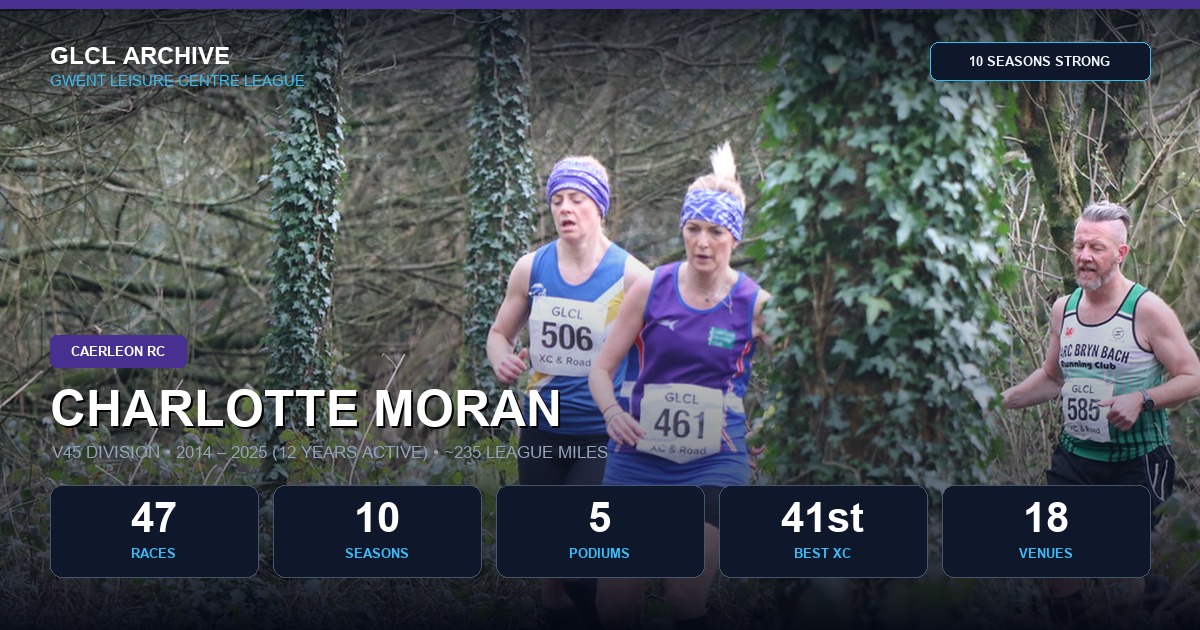 GLCL ARCHIVE
GWENT LEISURE CENTRE LEAGUE
10 SEASONS STRONG
GLCL
506
XC & Road
GLCL
461
XC & Road
ARC BRYN BACH
Running Club
GLCL
585
XC & Road
CAERLEON RC
CHARLOTTE MORAN
V45 DIVISION • 2014 – 2025 (12 YEARS ACTIVE) • ~235 LEAGUE MILES
47
RACES
10
SEASONS
5
PODIUMS
41st
BEST XC
18
VENUES